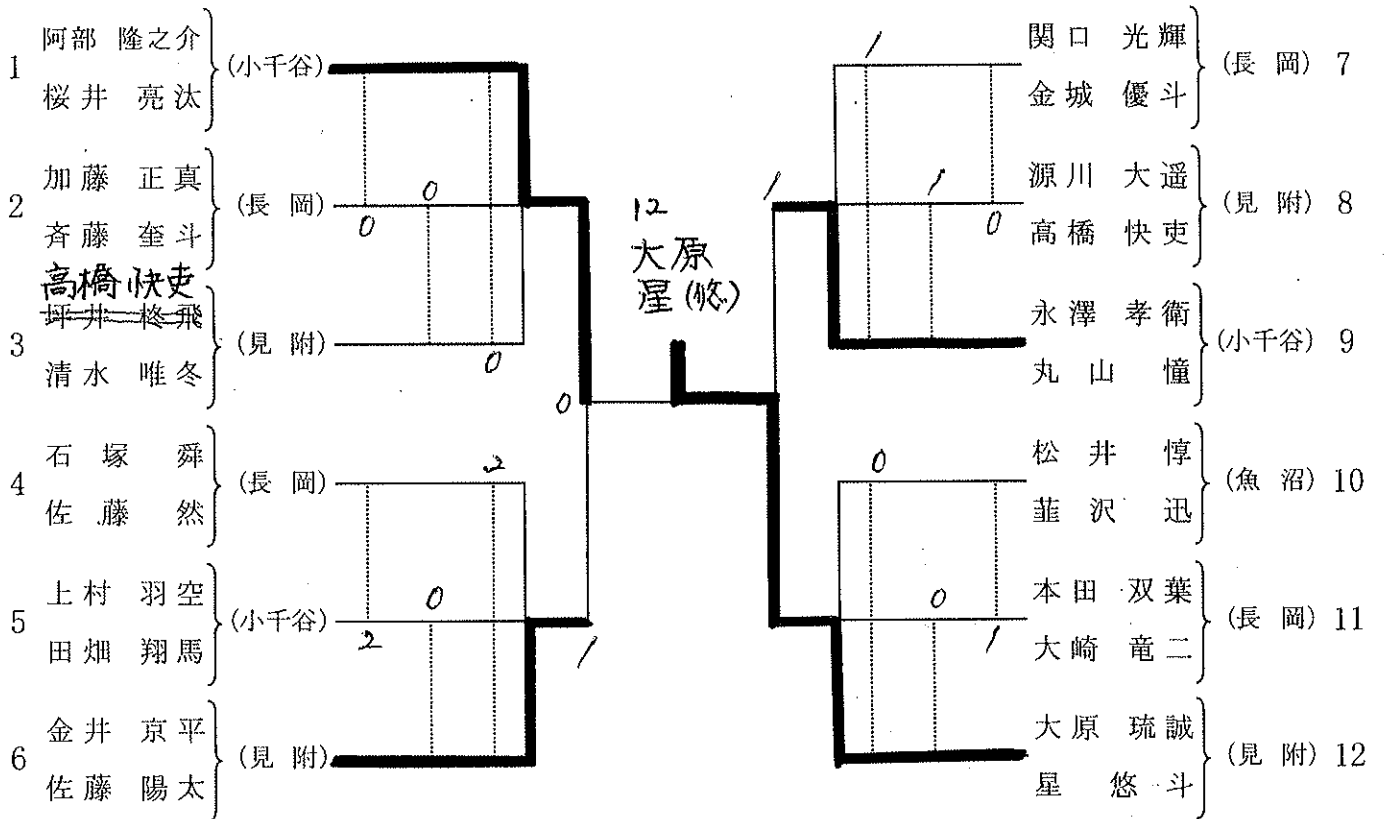 1 阿部 隆之介
桜井 亮汰
(小千谷)
2 加藤 正真
斉藤 奎斗
(長岡)
高橋快吏
3 坪井 柊飛
清水 唯冬
(見附)
4 石塚 舜
佐藤 然
(長岡)
5 上村 羽空
田畑 翔馬
(小千谷)
6 金井 京平
佐藤 陽太
(見附)
0
0
0
0
2
0
2
0
1
12
大原
星(悠)
1
1
1
0
0
0
1
関口 光輝
金城 優斗
(長岡) 7
源川 大遥
高橋 快吏
(見附) 8
永澤 孝衛
丸山 憧
(小千谷) 9
松井 惇
韮沢 迅
(魚沼) 10
本田 双葉
大崎 竜二
(長岡) 11
大原 琉誠
星 悠斗
(見附) 12